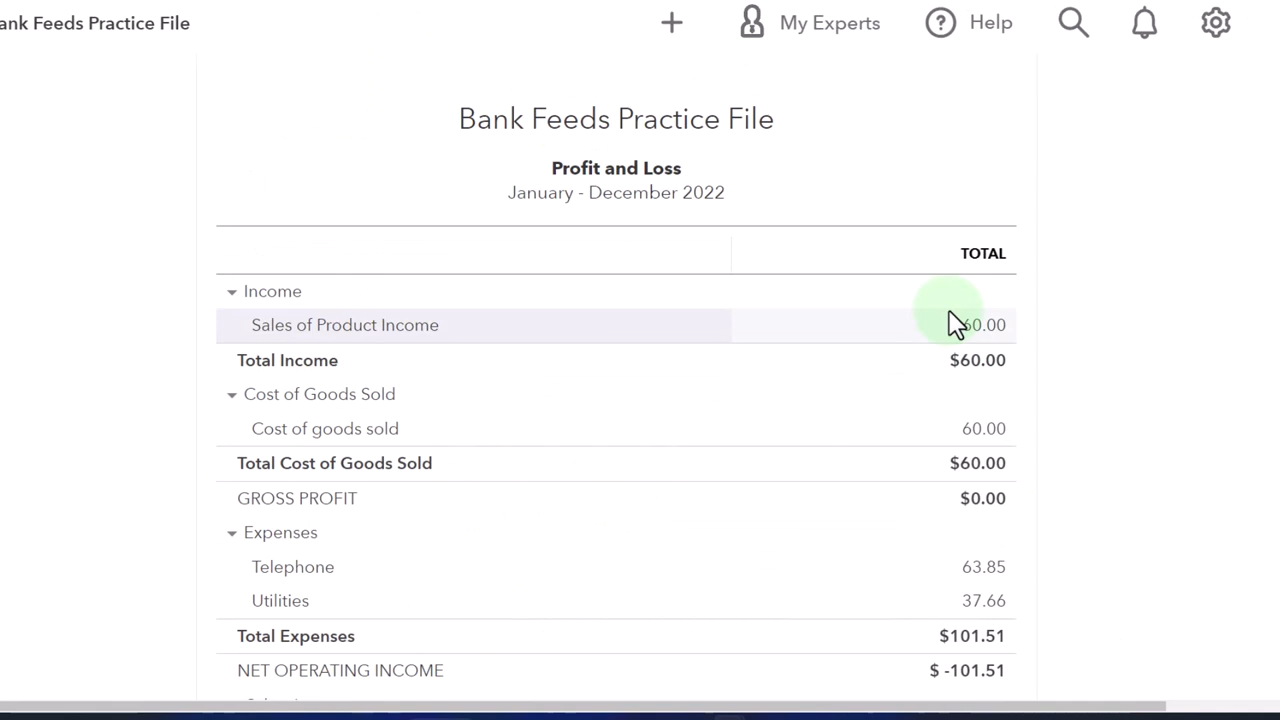 ank Feeds Practice File
My Experts
Help
Bank Feeds Practice File
Profit and Loss
January - December 2022
TOTAL
Income
Sales of Product Income 60.00
Total Income $60.00
Cost of Goods Sold
Cost of goods sold 60.00
Total Cost of Goods Sold $60.00
GROSS PROFIT $0.00
Expenses
Telephone 63.85
Utilities 37.66
Total Expenses $101.51
NET OPERATING INCOME $ -101.51